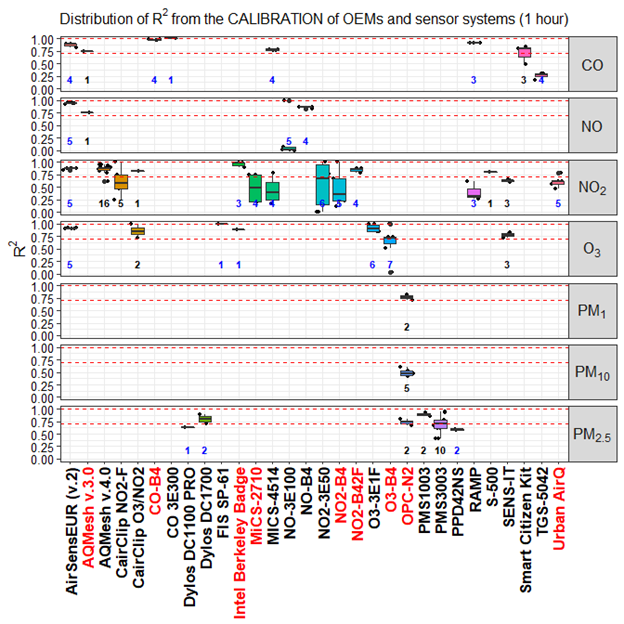 Distribution of R² from the CALIBRATION of OEMs and sensor systems (1 hour)
R²
1.00
0.75
0.50
0.25
0.00
4 1 4 1 4 3 3 4
CO
1.00
0.75
0.50
0.25
0.00
5 1 5 4
NO
1.00
0.75
0.50
0.25
0.00
5 16 5 1 3 4 4 6 5 4 3 1 3 5
NO₂
1.00
0.75
0.50
0.25
0.00
5 2 1 1 6 7 3
O₃
1.00
0.75
0.50
0.25
0.00
2
PM₁
1.00
0.75
0.50
0.25
0.00
5
PM₁₀
1.00
0.75
0.50
0.25
0.00
1 2 2 2 10 2
PM₂.₅
AirSensEUR (v.2)
AQMesh v.3.0
AQMesh v.4.0
CairClip NO2-F
CairClip O3/NO2
CO-B4
CO 3E300
Dylos DC1100 PRO
Dylos DC1700
FIS SP-61
Intel Berkeley Badge
MiCS-2710
MICS-4514
NO-3E100
NO-B4
NO2-3E50
NO2-B4
NO2-B42F
O3-3E1F
O3-B4
OPC-N2
PMS1003
PMS3003
PPD42NS
RAMP
S-500
SENS-IT
Smart Citizen Kit
TGS-5042
Urban AirQ